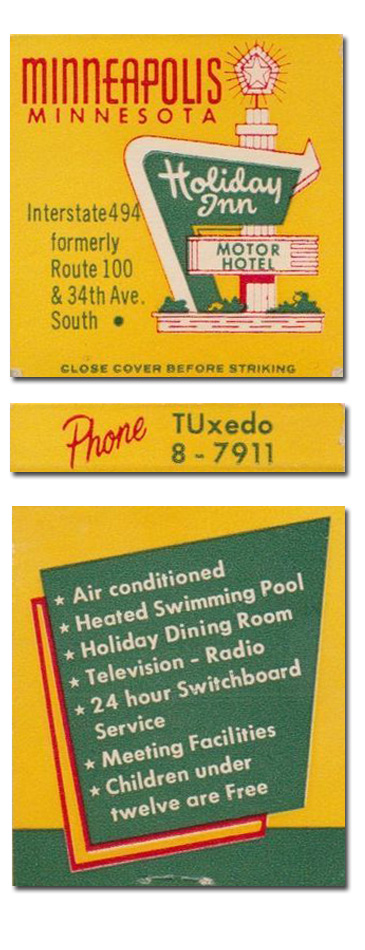 MINNEAPOLIS
MINNESOTA
Holiday
Inn
MOTOR
HOTEL
Interstate 494
formerly
Route 100
& 34th Ave.
South •
CLOSE COVER BEFORE STRIKING
Phone TUxedo
8 - 7911
★ Air conditioned
★ Heated Swimming Pool
★ Holiday Dining Room
★ Television - Radio
★ 24 hour Switchboard
Service
★ Meeting Facilities
★ Children under
twelve are Free